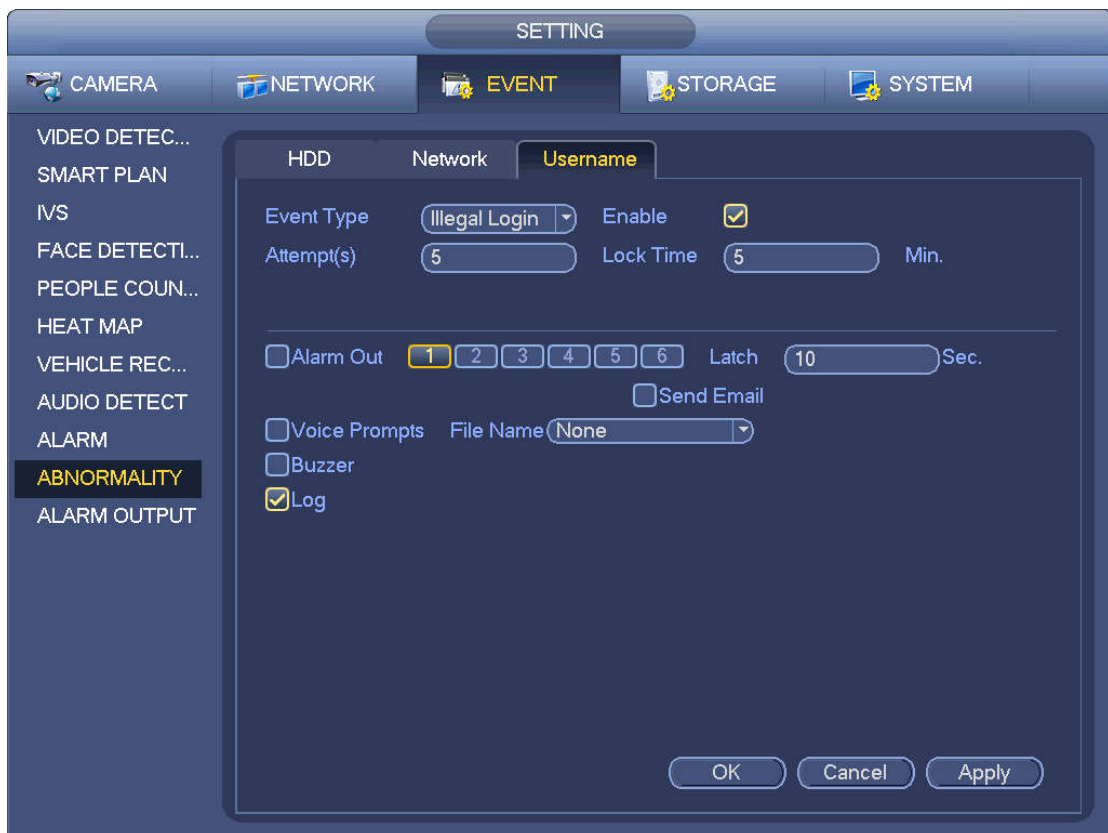 SETTING
CAMERA NETWORK EVENT STORAGE SYSTEM
VIDEO DETEC...
SMART PLAN
IVS
FACE DETECTI...
PEOPLE COUN...
HEAT MAP
VEHICLE REC...
AUDIO DETECT
ALARM
ABNORMALITY
ALARM OUTPUT
HDD Network Username
Event Type Illegal Login Enable
Attempt(s) 5 Lock Time 5 Min.
Alarm Out 1 2 3 4 5 6 Latch 10 Sec.
Send Email
Voice Prompts File Name None
Buzzer
Log
OK Cancel Apply